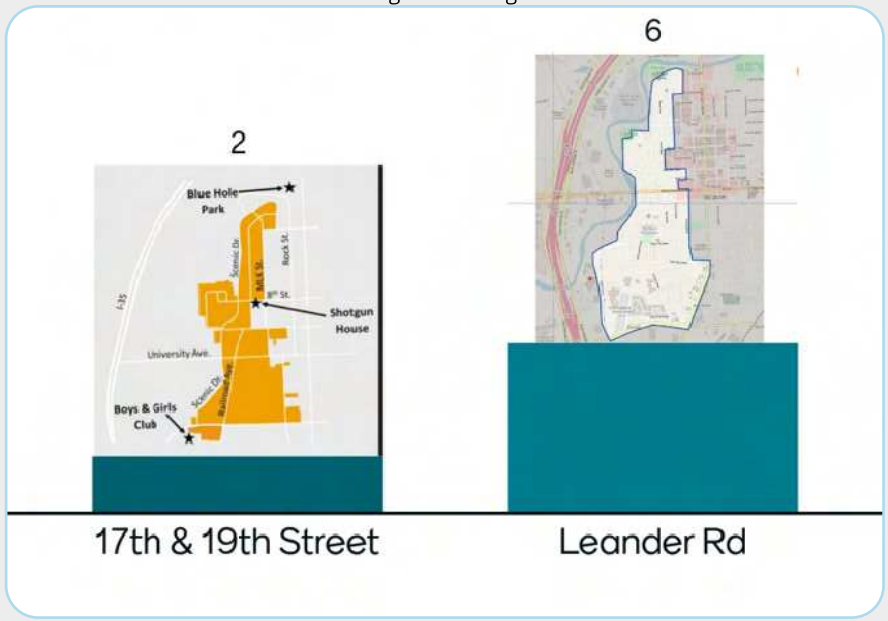 2
6
Blue Hole
Park
Scenic Dr.
MLK St.
Rock St.
I-35
8th St.
Shotgun
House
University Ave.
Scenic Dr.
Railroad Ave.
Boys & Girls
Club
17th & 19th Street
Leander Rd